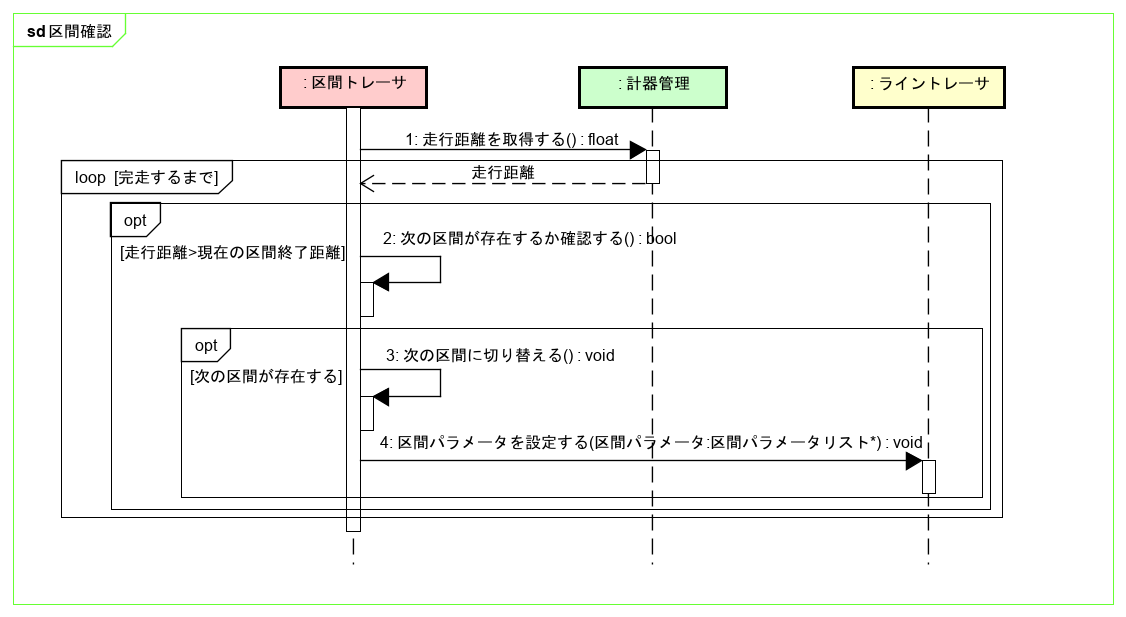 sd 区間確認
: 区間トレーサ
: 計器管理
: ライントレーサ
1: 走行距離を取得する() : float
走行距離
loop [完走するまで]
opt
2: 次の区間が存在するか確認する() : bool
[走行距離>現在の区間終了距離]
opt
3: 次の区間に切り替える() : void
[次の区間が存在する]
4: 区間パラメータを設定する(区間パラメータ:区間パラメータリスト*) : void